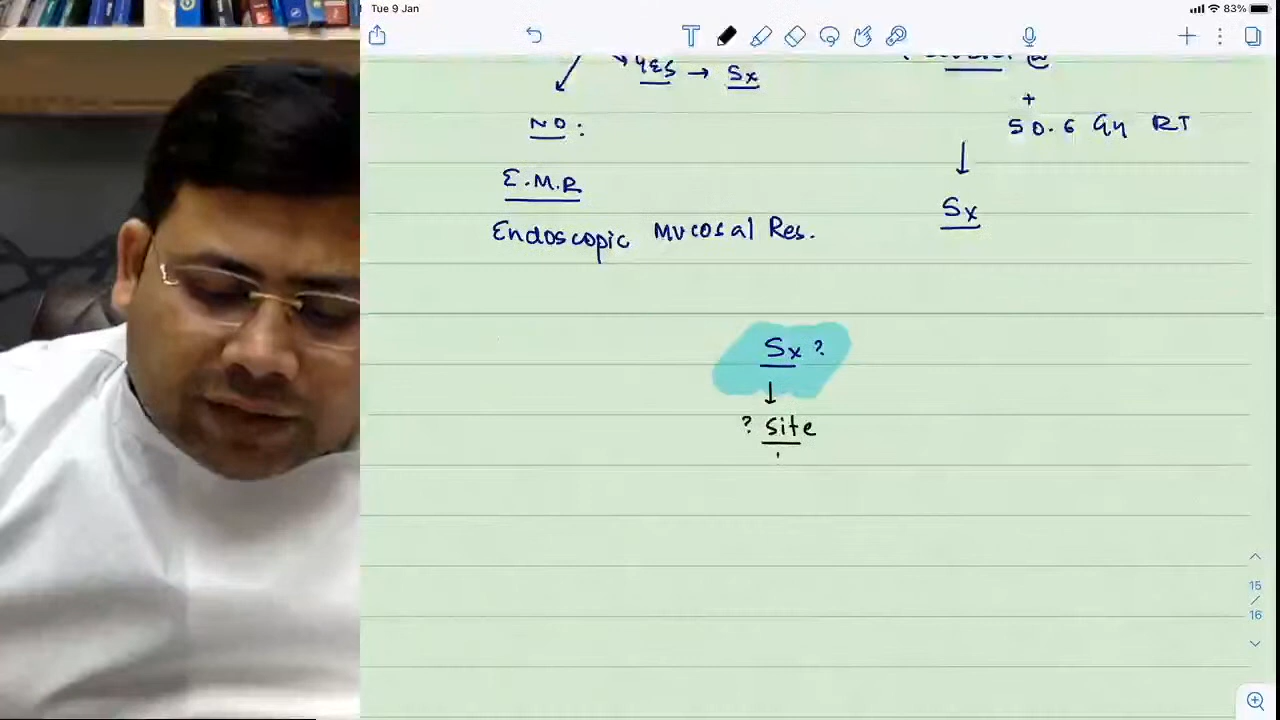 Tue 9 Jan
83%
YES → Sx
+
NO:
50.6 Gy RT
E.M.R
Sx
Endoscopic Mucosal Res.
Sx ?
? Site
15
16